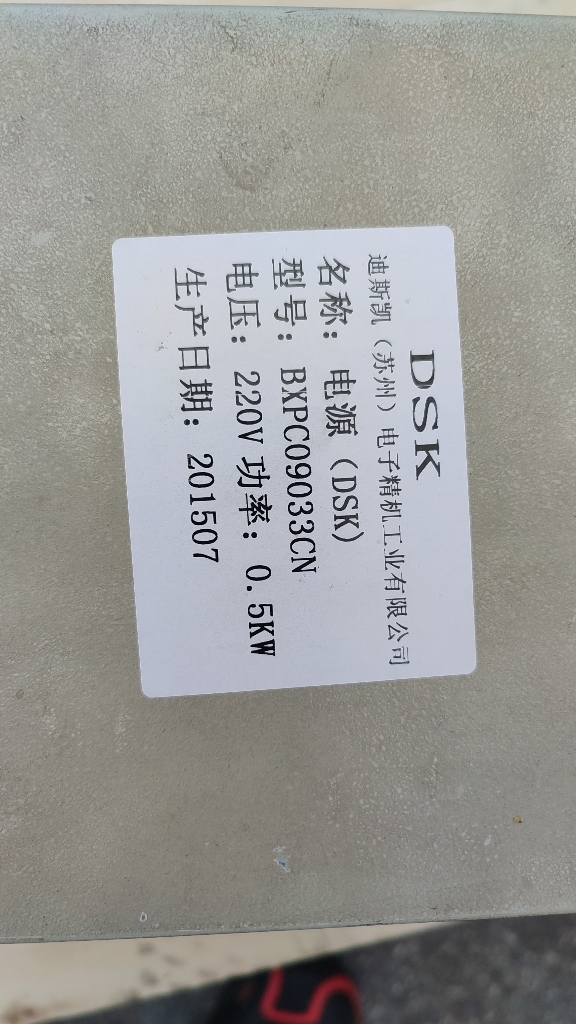 DSK
迪斯凯（苏州）电子精机工业有限公司
名称：电源（DSK）
型号：BXPC09033CN
电压：220V 功率：0.5KW
生产日期：201507